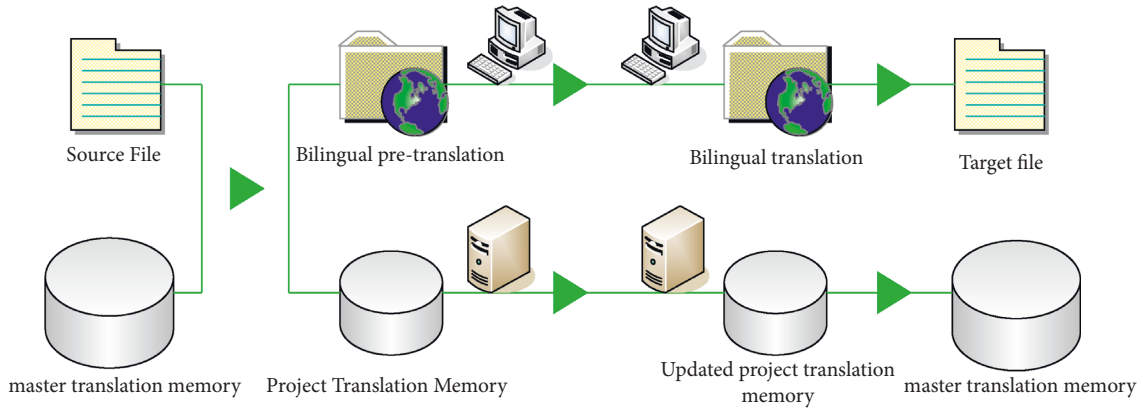 Source File
Bilingual pre-translation
Bilingual translation
Target file
master translation memory
Project Translation Memory
Updated project translation
memory
master translation memory